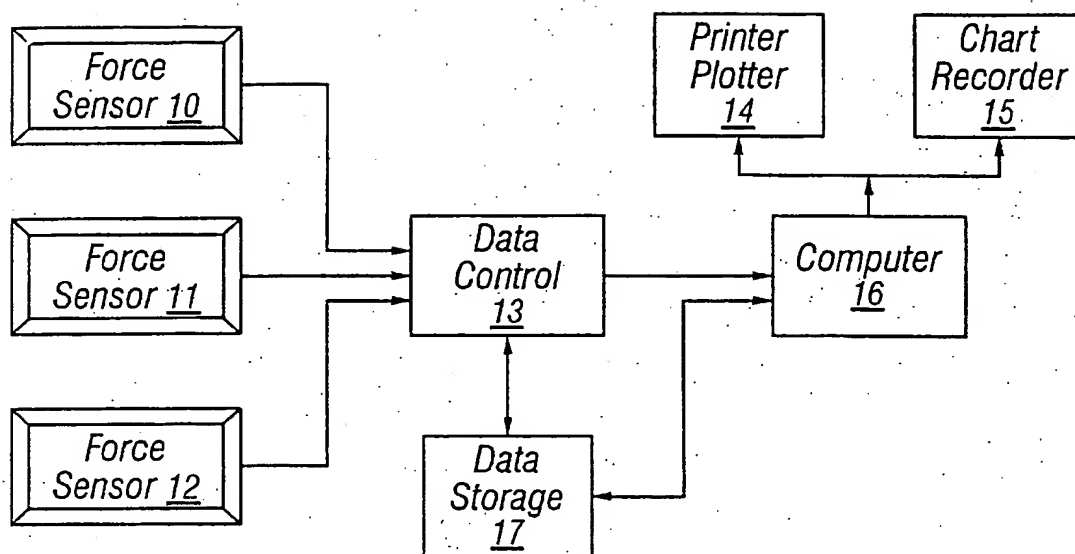 Force
Sensor 10
Printer
Plotter
14
Chart
Recorder
15
Force
Sensor 11
Data
Control
13
Computer
16
Force
Sensor 12
Data
Storage
17